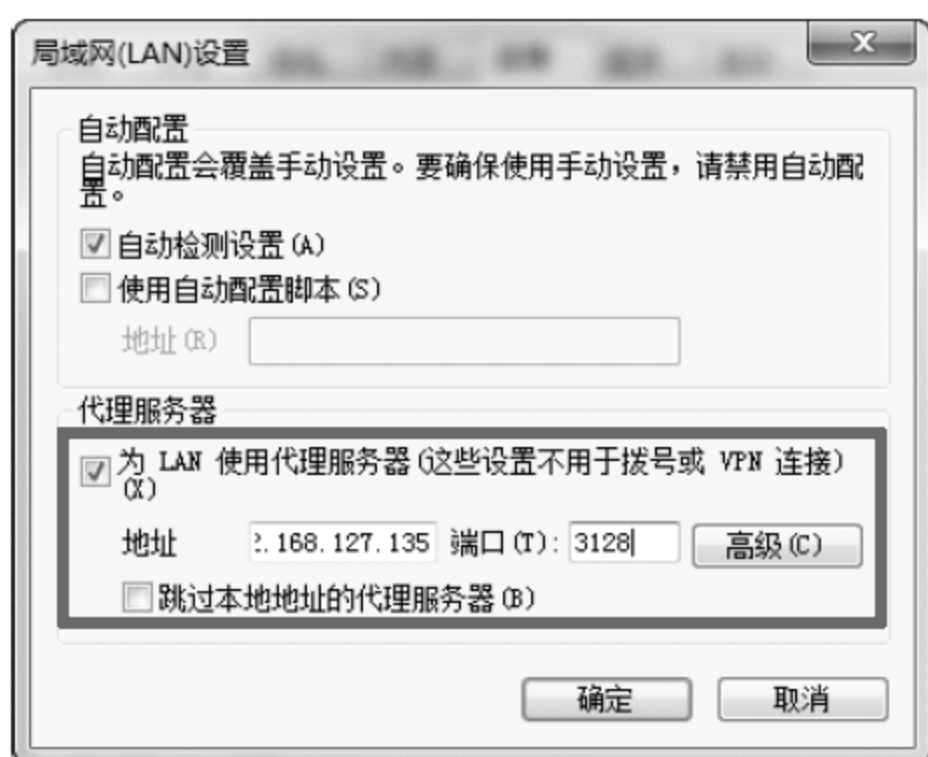 局域网(LAN)设置
自动配置
自动配置会覆盖手动设置。要确保使用手动设置，请禁用自动配
置。
自动检测设置(A)
使用自动配置脚本(S)
地址(R)
代理服务器
为 LAN 使用代理服务器(这些设置不用于拨号或 VPN 连接)
(X)
地址 2.168.127.135 端口(T): 3128 高级(C)
跳过本地地址的代理服务器(B)
确定 取消